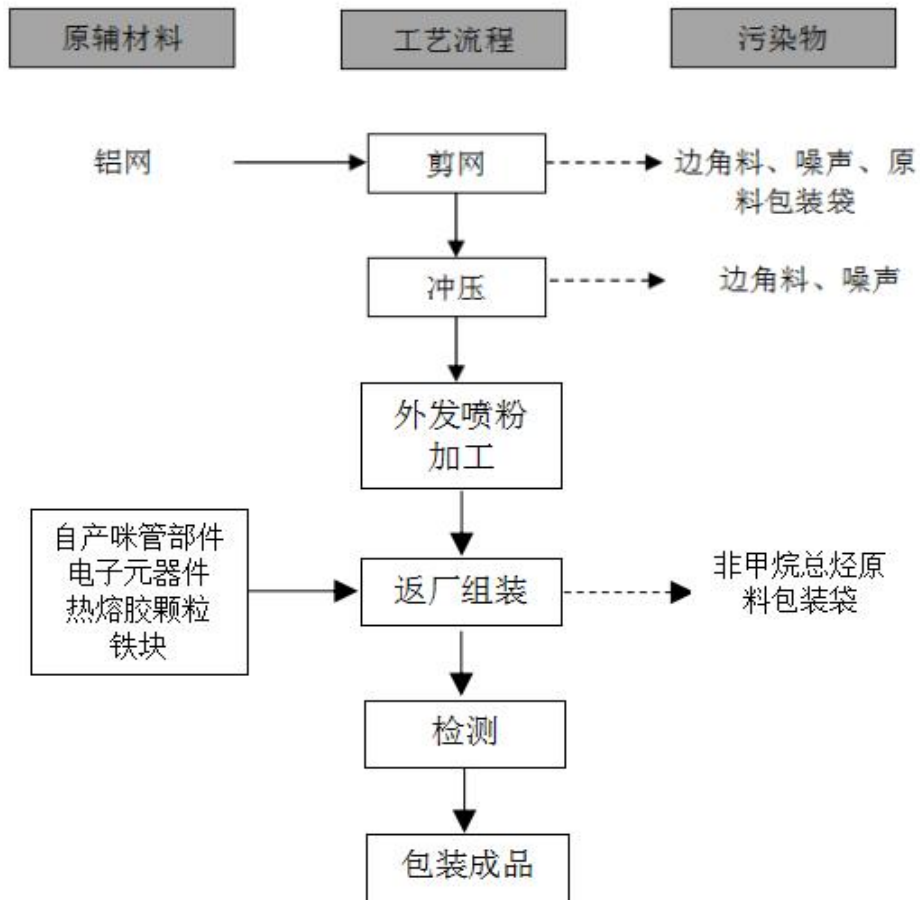 原辅材料
工艺流程
污染物
铝网
剪网
边角料、噪声、原
料包装袋
冲压
边角料、噪声
外发喷粉
加工
自产咪管部件
电子元器件
热熔胶颗粒
铁块
返厂组装
非甲烷总烃原
料包装袋
检测
包装成品